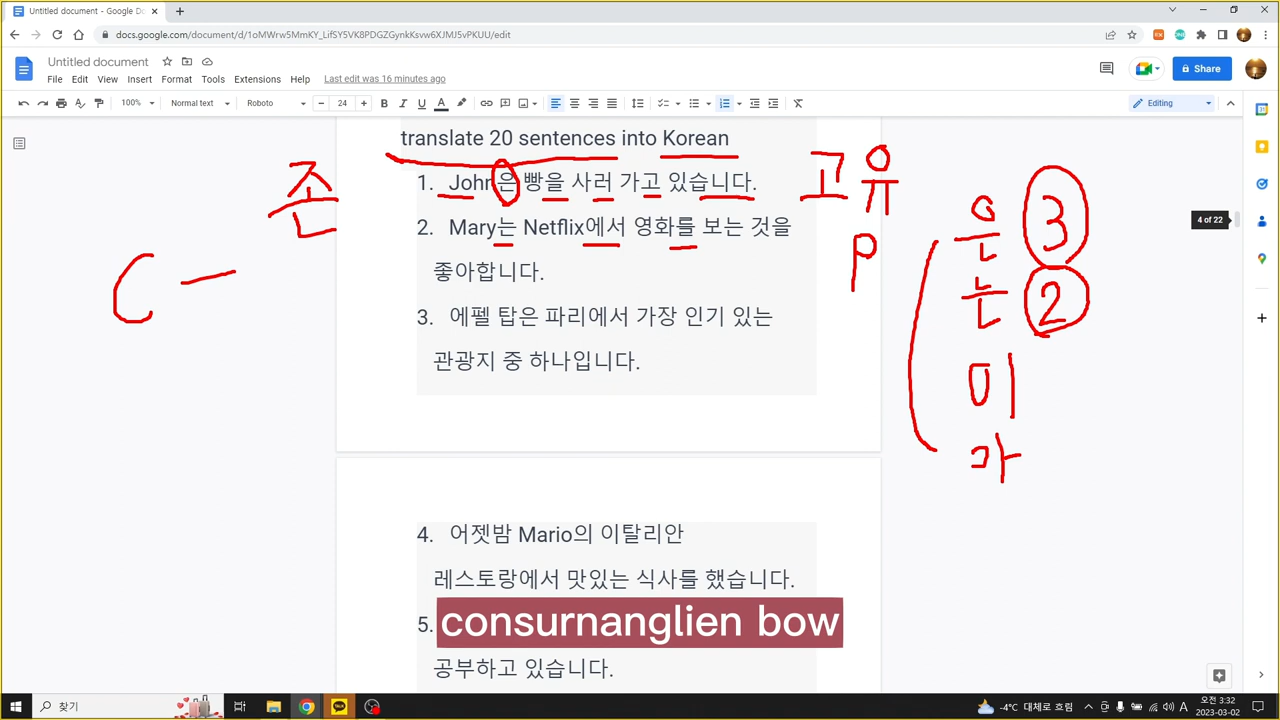 Untitled document - Google Doc
docs.google.com/document/d/1oMWrw5MmKY_LifSY5VK8PDGZGynkKsvw6XJMJ5vPKUU/edit
Untitled document
File Edit View Insert Format Tools Extensions Help Last edit was 16 minutes ago
Share
100% Normal text Roboto 24 Editing
translate 20 sentences into Korean
1. John은 빵을 사러 가고 있습니다.
2. Mary는 Netflix에서 영화를 보는 것을
좋아합니다.
3. 에펠 탑은 파리에서 가장 인기 있는
관광지 중 하나입니다.
4 of 22
존
고유
P
은 3
는 2
이
가
C
4. 어젯밤 Mario의 이탈리안
레스토랑에서 맛있는 식사를 했습니다.
5.
consurnanglien bow
공부하고 있습니다.
찾기
TALK
-4°C 대체로 흐림
A
오후 3:32
2023-03-02